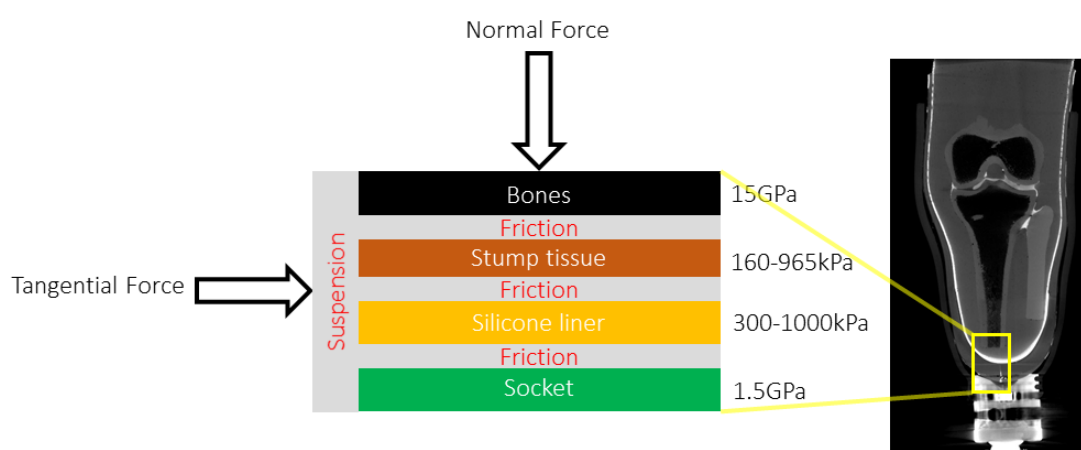 Normal Force
Bones
15GPa
Friction
Stump tissue
160-965kPa
Tangential Force
Suspension
Friction
Silicone liner
300-1000kPa
Friction
Socket
1.5GPa